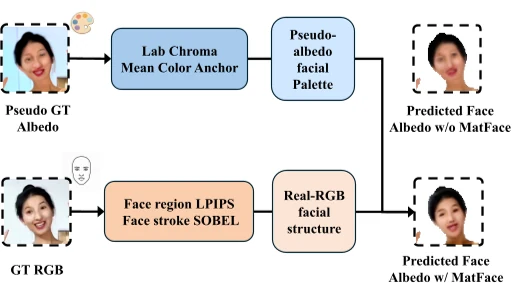 Lab Chroma
Mean Color Anchor
Pseudo-
albedo
facial
Palette
Pseudo GT
Albedo
Predicted Face
Albedo w/o MatFace
Face region LPIPS
Face stroke SOBEL
Real-RGB
facial
structure
GT RGB
Predicted Face
Albedo w/ MatFace